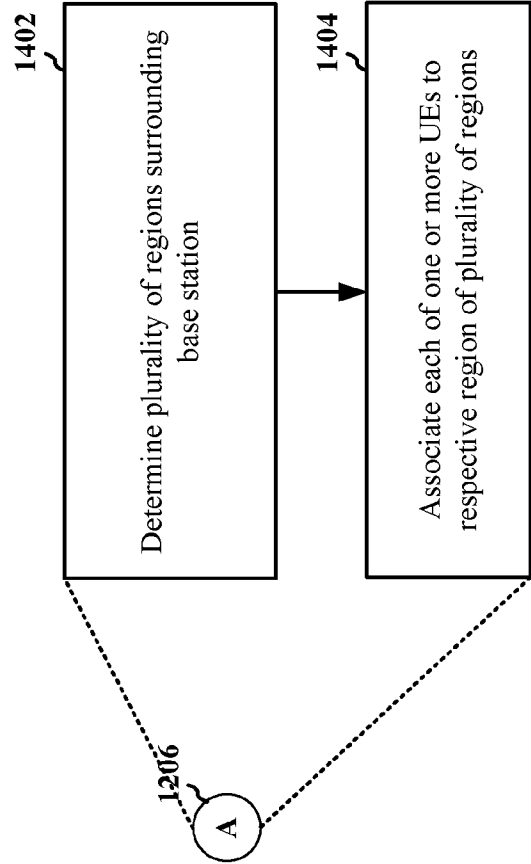 1206
A
1402
Determine plurality of regions surrounding
base station
1404
Associate each of one or more UEs to
respective region of plurality of regions